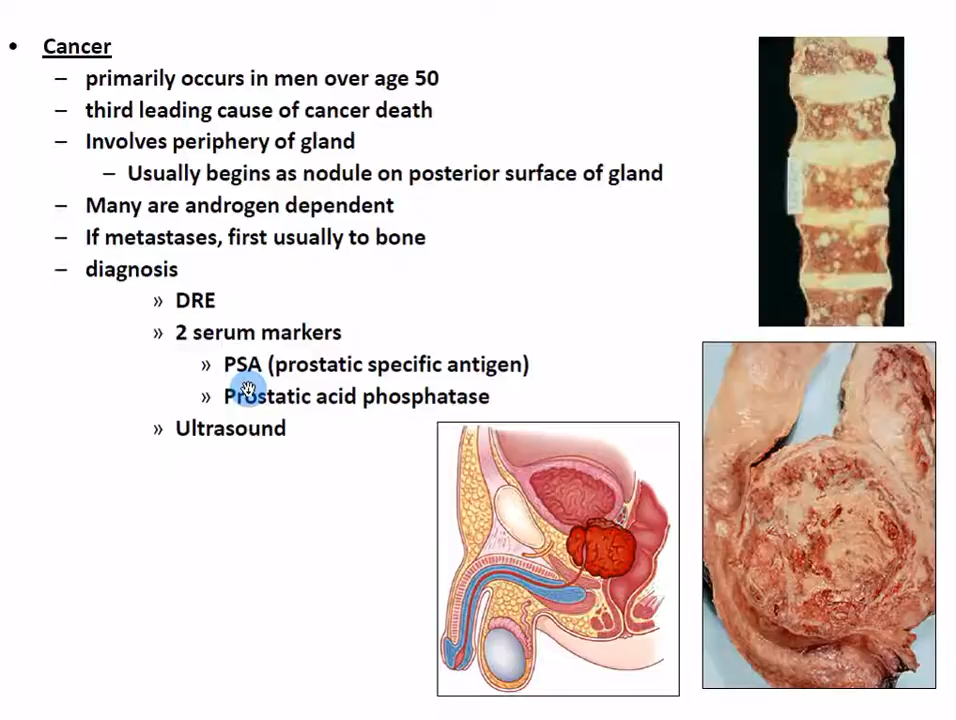 • Cancer
– primarily occurs in men over age 50
– third leading cause of cancer death
– Involves periphery of gland
– Usually begins as nodule on posterior surface of gland
– Many are androgen dependent
– If metastases, first usually to bone
– diagnosis
» DRE
» 2 serum markers
» PSA (prostatic specific antigen)
» Prostatic acid phosphatase
» Ultrasound